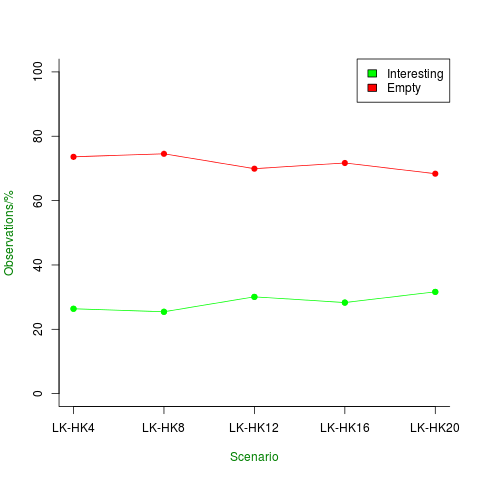 Interesting
Empty
Observations/%
100
80
60
40
20
0
LK-HK4 LK-HK8 LK-HK12 LK-HK16 LK-HK20
Scenario